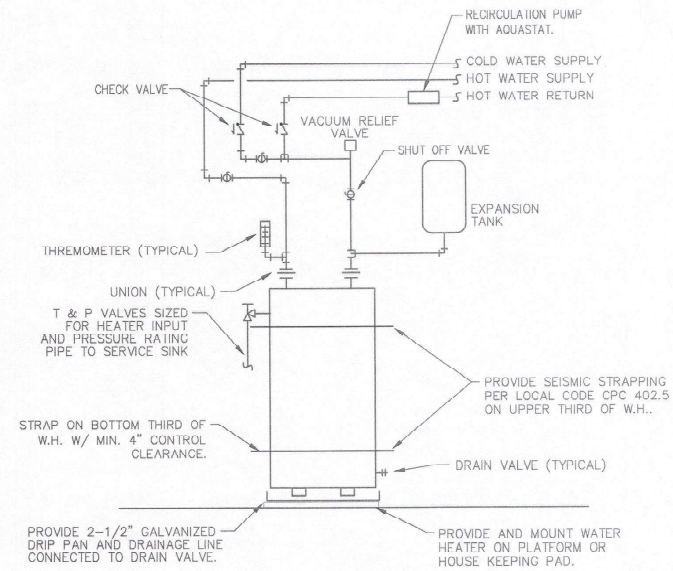 RECIRCULATION PUMP
WITH AQUASTAT.
COLD WATER SUPPLY
HOT WATER SUPPLY
HOT WATER RETURN
CHECK VALVE
VACUUM RELIEF
VALVE
SHUT OFF VALVE
EXPANSION
TANK
THREMOMETER (TYPICAL)
UNION (TYPICAL)
T & P VALVES SIZED
FOR HEATER INPUT
AND PRESSURE RATING
PIPE TO SERVICE SINK
PROVIDE SEISMIC STRAPPING
PER LOCAL CODE CPC 402.5
ON UPPER THIRD OF W.H..
STRAP ON BOTTOM THIRD OF
W.H. W/ MIN. 4" CONTROL
CLEARANCE.
DRAIN VALVE (TYPICAL)
PROVIDE 2-1/2" GALVANIZED
DRIP PAN AND DRAINAGE LINE
CONNECTED TO DRAIN VALVE.
PROVIDE AND MOUNT WATER
HEATER ON PLATFORM OR
HOUSE KEEPING PAD.